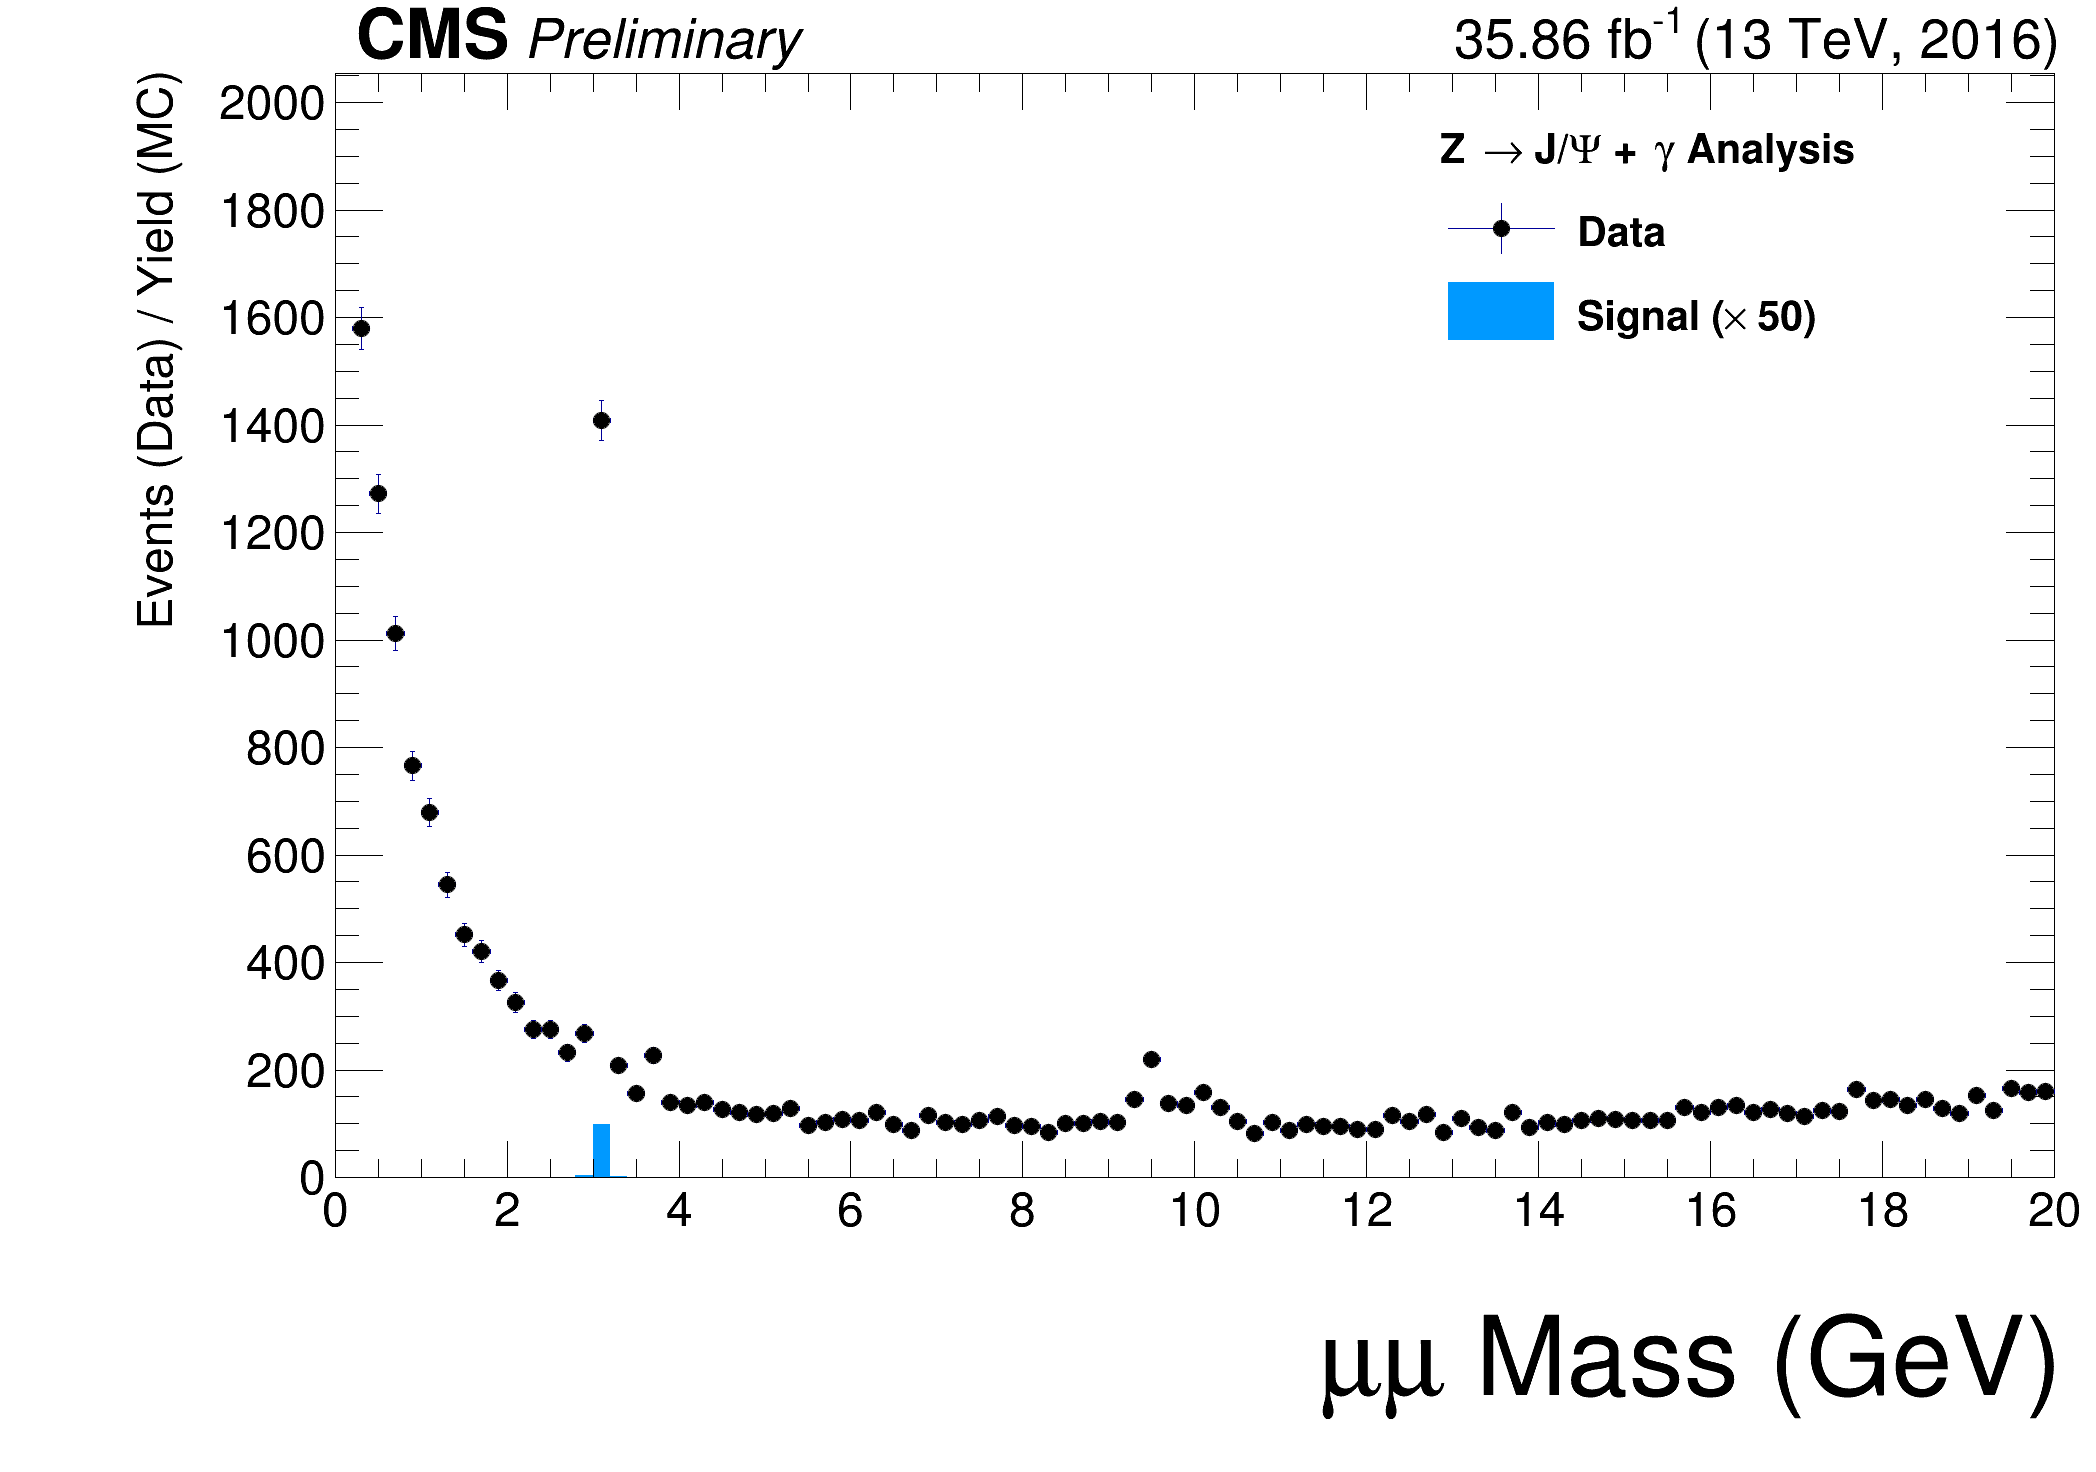 CMS Preliminary 35.86 fb⁻¹ (13 TeV, 2016)
Events (Data) / Yield (MC)
2000
1800
1600
1400
1200
1000
800
600
400
200
0
Z → J/Ψ + γ Analysis
Data
Signal (× 50)
0 2 4 6 8 10 12 14 16 18 20
μμ Mass (GeV)